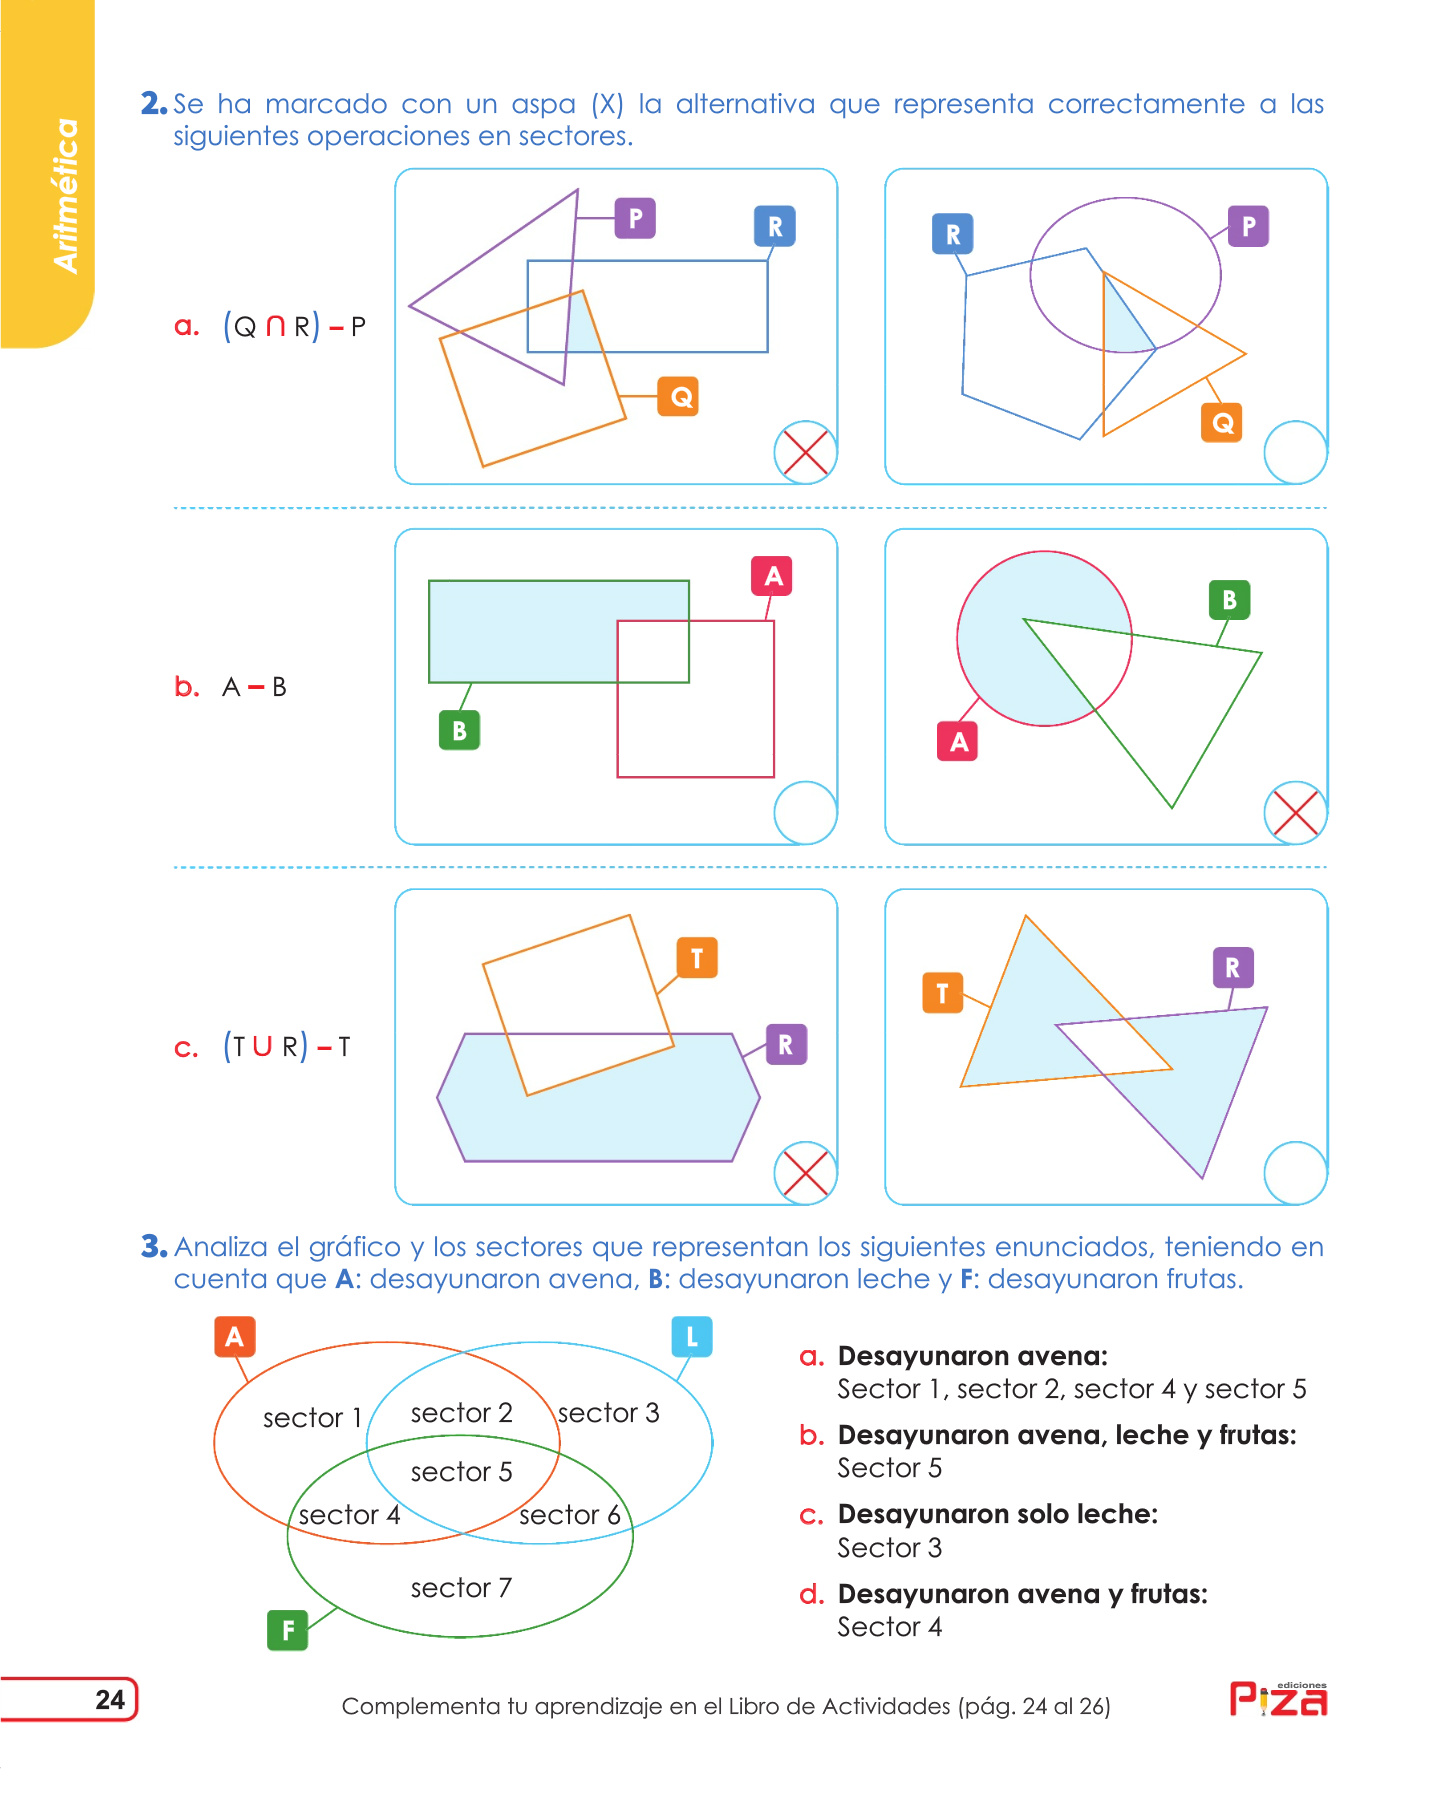 Aritmética
2. Se ha marcado con un aspa (X) la alternativa que representa correctamente a las
siguientes operaciones en sectores.
P
R
R
P
a. (Q ∩ R) – P
Q
Q
A
B
b. A – B
B
A
T
R
T
c. (T ∪ R) – T
R
3. Analiza el gráfico y los sectores que representan los siguientes enunciados, teniendo en
cuenta que A: desayunaron avena, B: desayunaron leche y F: desayunaron frutas.
A
L
sector 1
sector 2
sector 3
sector 5
sector 4
sector 6
sector 7
F
a. Desayunaron avena:
Sector 1, sector 2, sector 4 y sector 5
b. Desayunaron avena, leche y frutas:
Sector 5
c. Desayunaron solo leche:
Sector 3
d. Desayunaron avena y frutas:
Sector 4
24
Complementa tu aprendizaje en el Libro de Actividades (pág. 24 al 26)
ediciones
Piza